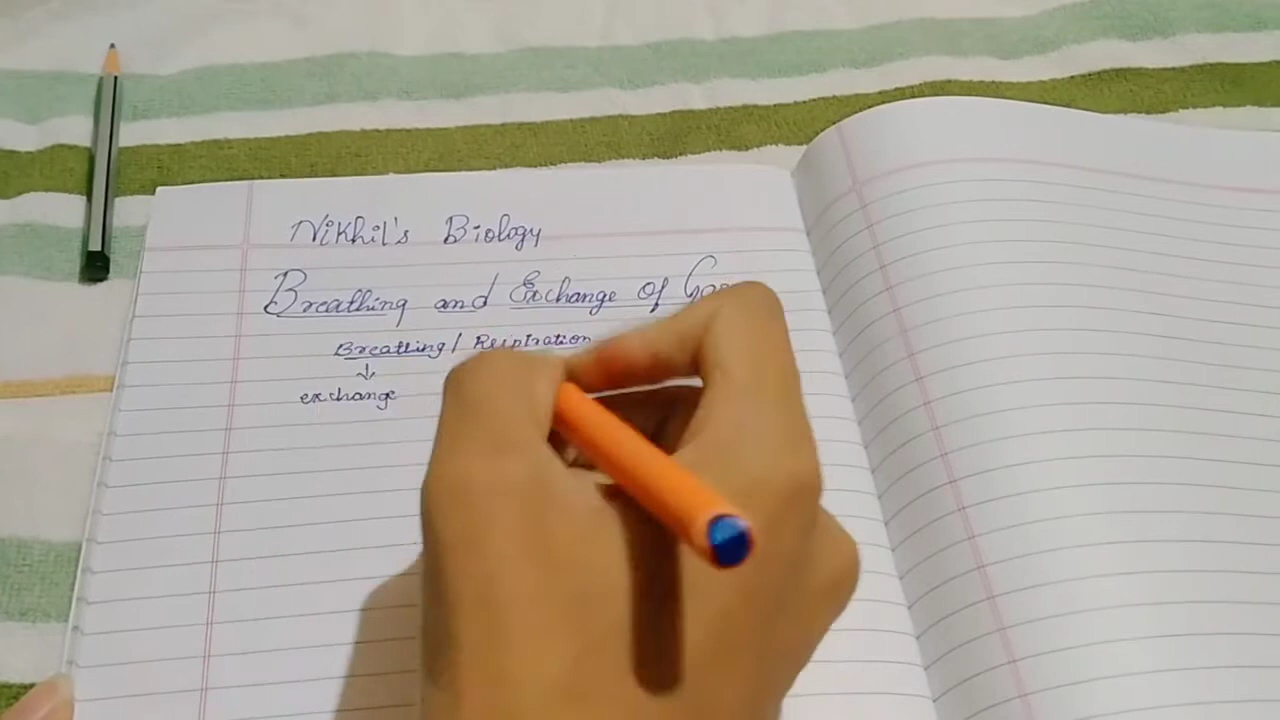 Nikhil's Biology
Breathing and Exchange of
Breathing / Respiration
↓
exchange